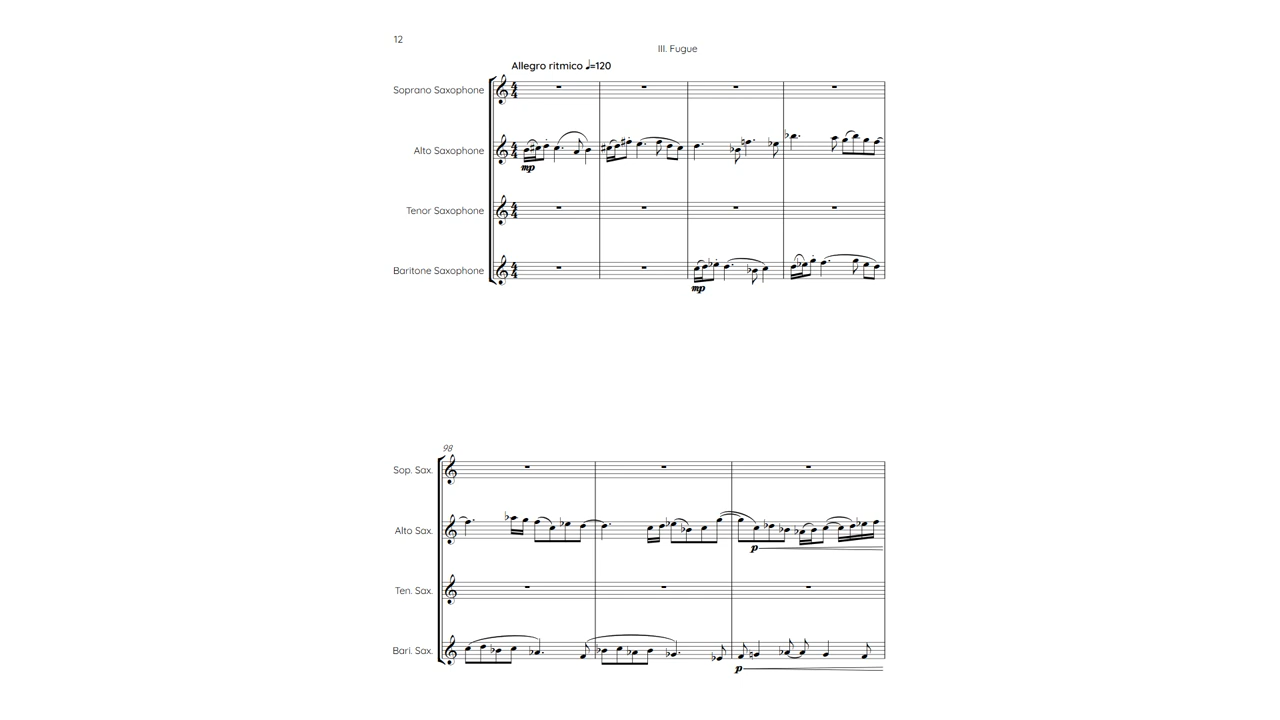 12
III. Fugue
Allegro ritmico ♩=120
Soprano Saxophone
Alto Saxophone
mp
Tenor Saxophone
Baritone Saxophone
mp
98
Sop. Sax.
Alto Sax.
p
Ten. Sax.
Bari. Sax.
p